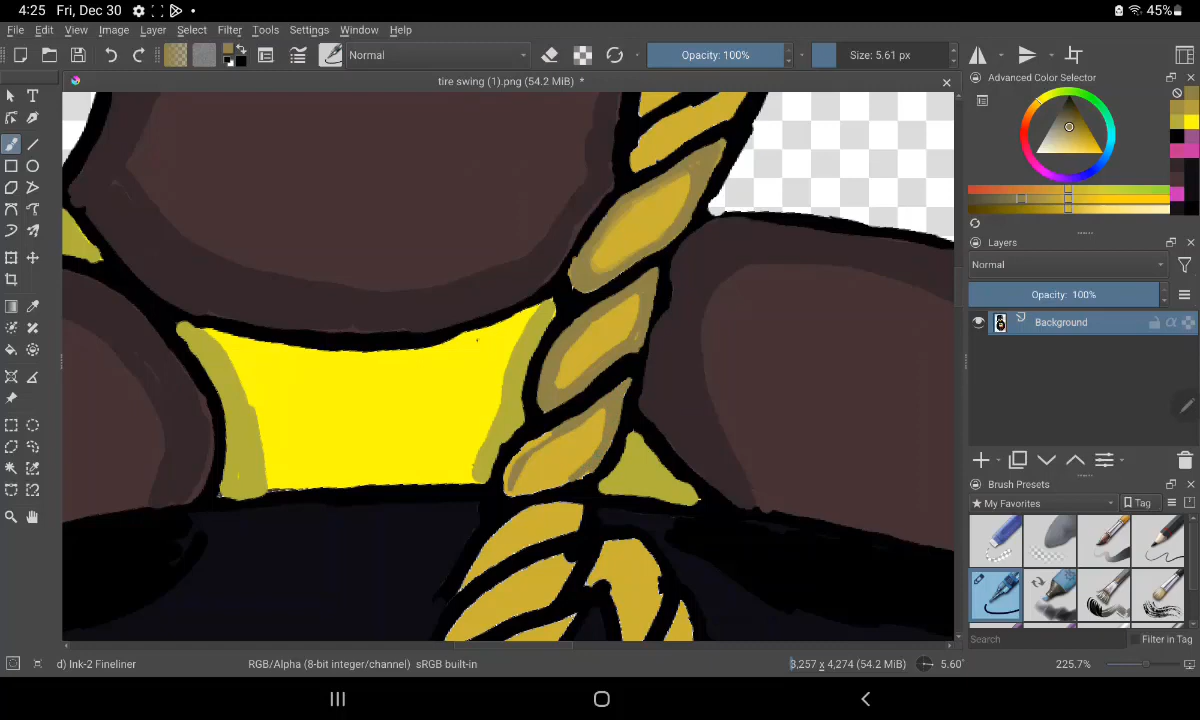 4:25 Fri, Dec 30
45%
File Edit View Image Layer Select Filter Tools Settings Window Help
Normal
Opacity: 100%
Size: 5.61 px
tire swing (1).png (54.2 MiB) *
Advanced Color Selector
Layers
Normal
Opacity: 100%
Background
Brush Presets
★ My Favorites
Tag
Search
Filter in Tag
d) Ink-2 Fineliner
RGB/Alpha (8-bit integer/channel) sRGB built-in
3,257 x 4,274 (54.2 MiB)
5.60°
225.7%